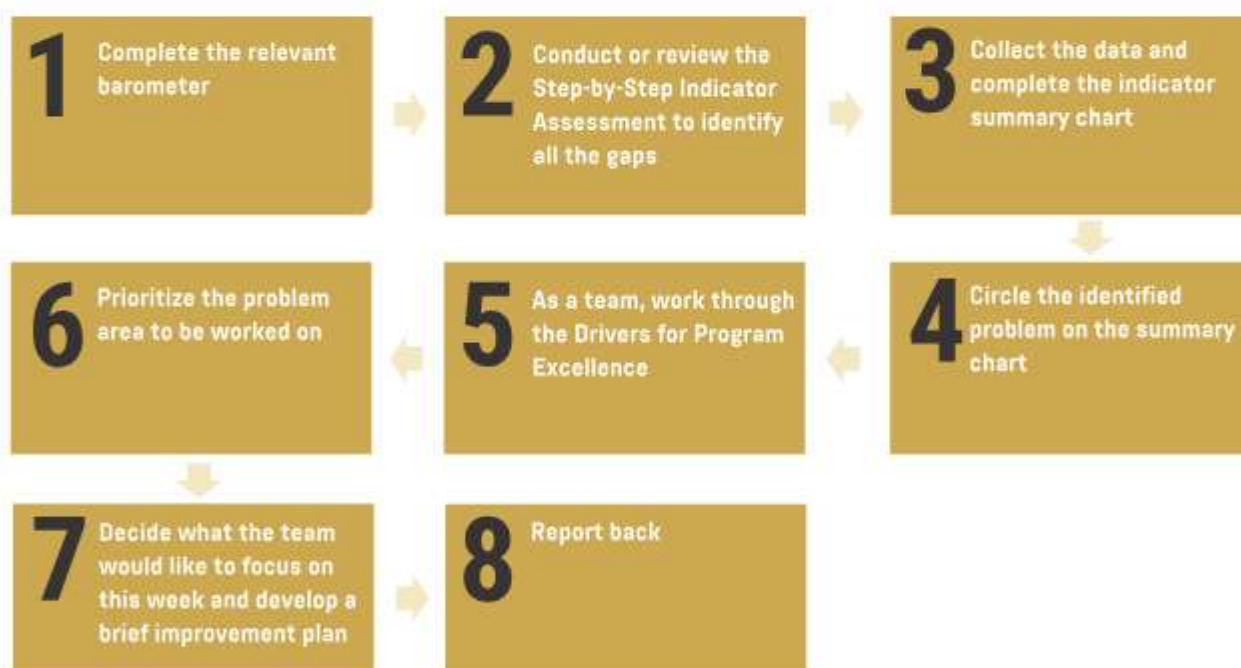 1
Complete the relevant
barometer
2
Conduct or review the
Step-by-Step Indicator
Assessment to identify
all the gaps
3
Collect the data and
complete the indicator
summary chart
4
Circle the identified
problem on the summary
chart
5
As a team, work through
the Drivers for Program
Excellence
6
Prioritize the problem
area to be worked on
7
Decide what the team
would like to focus on
this week and develop a
brief improvement plan
8
Report back